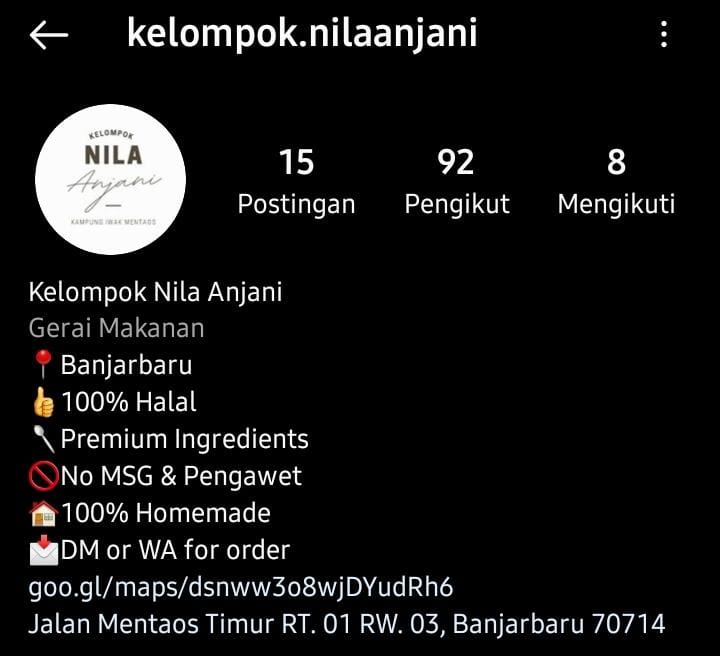 kelompok.nilaanjani
KELOMPOK
NILA
Anjani
KAMPUNG IWAK MENTAOS
15
Postingan
92
Pengikut
8
Mengikuti
Kelompok Nila Anjani
Gerai Makanan
📍Banjarbaru
👍100% Halal
🥄Premium Ingredients
🚫No MSG & Pengawet
🏠100% Homemade
📩DM or WA for order
goo.gl/maps/dsnww3o8wjDYudRh6
Jalan Mentaos Timur RT. 01 RW. 03, Banjarbaru 70714